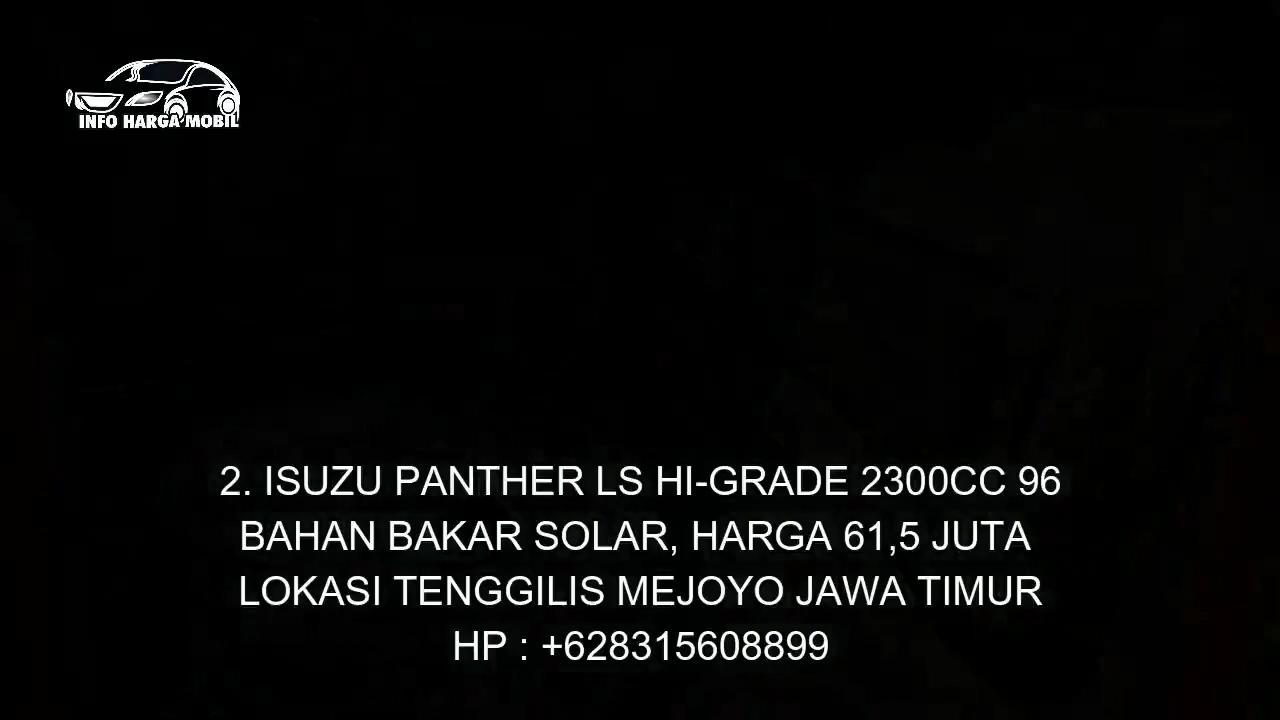 INFO HARGA MOBIL
2. ISUZU PANTHER LS HI-GRADE 2300CC 96
BAHAN BAKAR SOLAR, HARGA 61,5 JUTA
LOKASI TENGGILIS MEJOYO JAWA TIMUR
HP : +628315608899